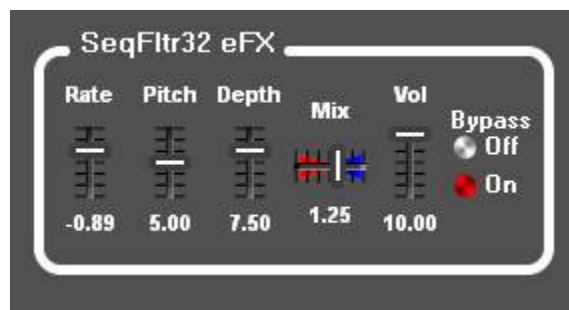 SeqFltr32 eFX
Rate Pitch Depth Mix Vol
Bypass
Off
On
-0.89 5.00 7.50 1.25 10.00